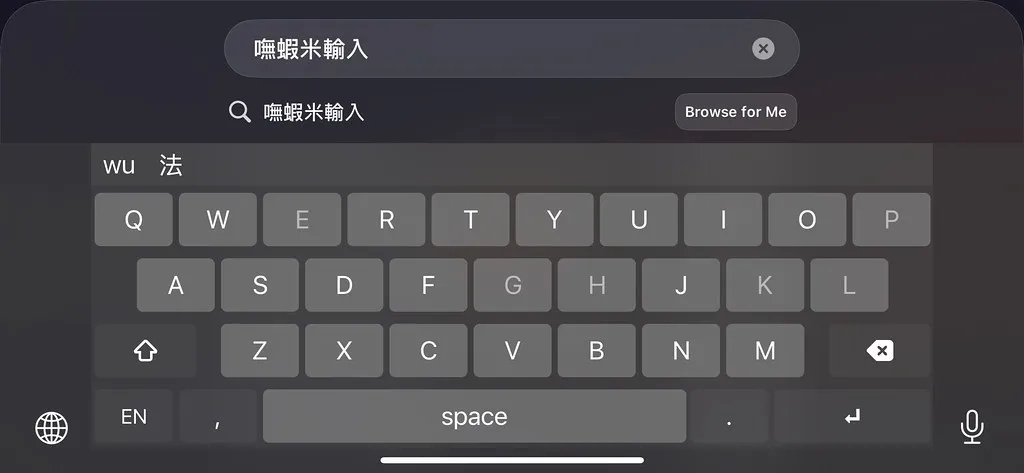 嘸蝦米輸入
嘸蝦米輸入 Browse for Me
wu 法
Q W E R T Y U I O P
A S D F G H J K L
Z X C V B N M
EN , space .